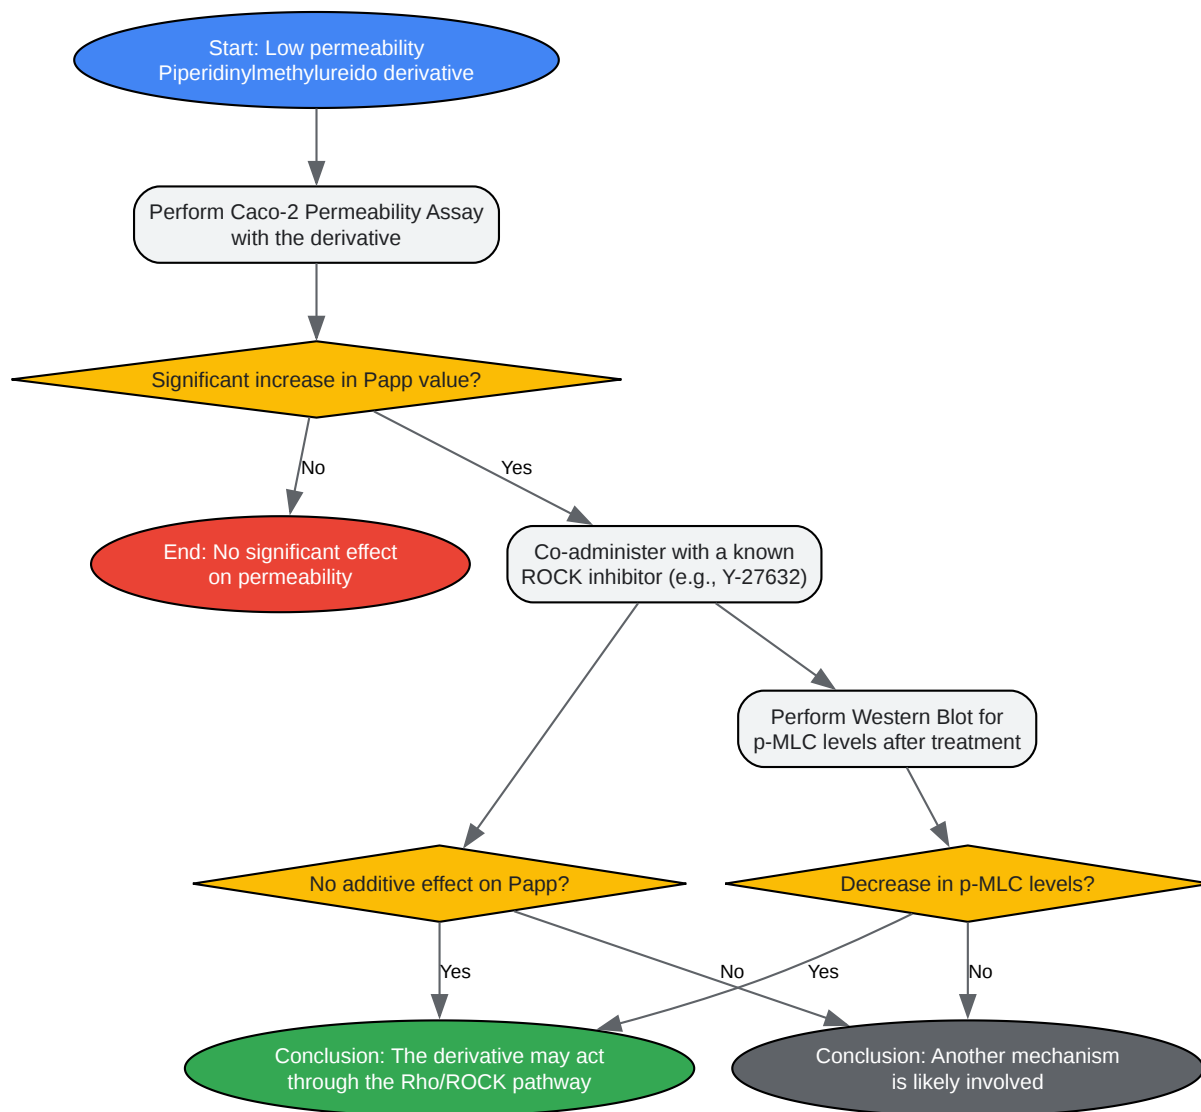 Start: Low permeability
Piperidinylmethylureido derivative
Perform Caco-2 Permeability Assay
with the derivative
Significant increase in Papp value?
No
Yes
End: No significant effect
on permeability
Co-administer with a known
ROCK inhibitor (e.g., Y-27632)
Perform Western Blot for
p-MLC levels after treatment
No additive effect on Papp?
Decrease in p-MLC levels?
Yes
No
Yes
No
Conclusion: The derivative may act
through the Rho/ROCK pathway
Conclusion: Another mechanism
is likely involved